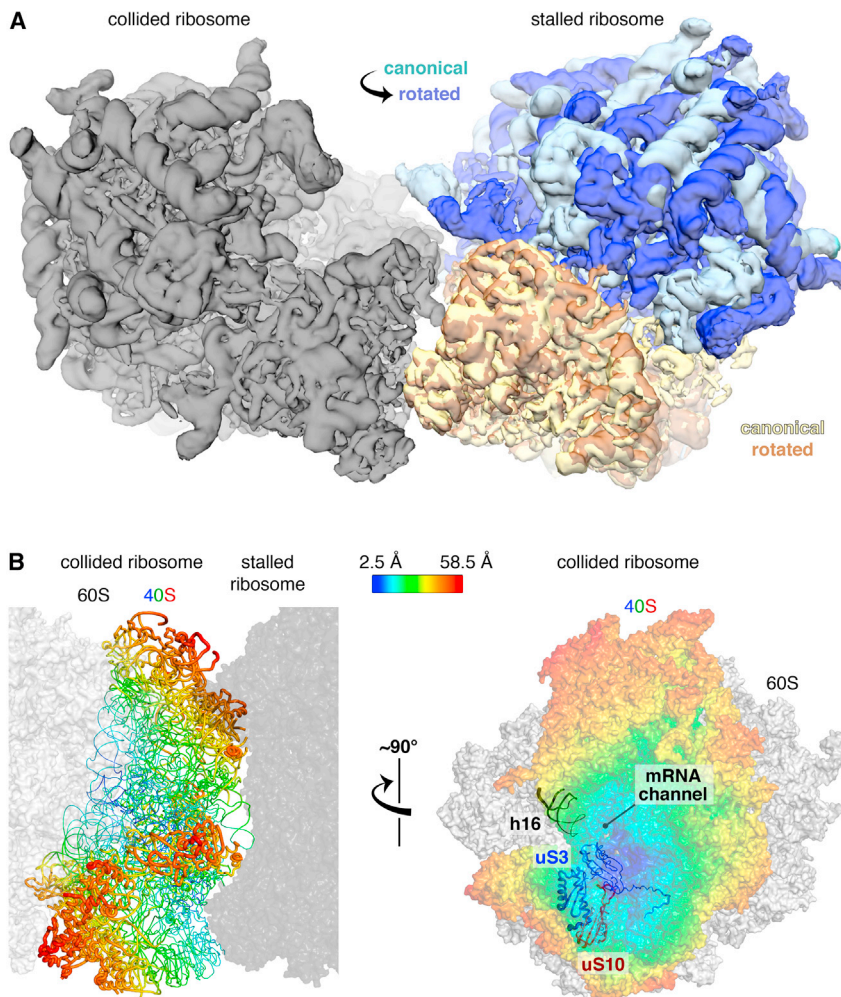 A
collided ribosome
stalled ribosome
canonical
rotated
canonical
rotated
B
collided ribosome
stalled
ribosome
60S
40S
2.5 Å
58.5 Å
collided ribosome
40S
60S
~90°
mRNA
channel
h16
uS3
uS10